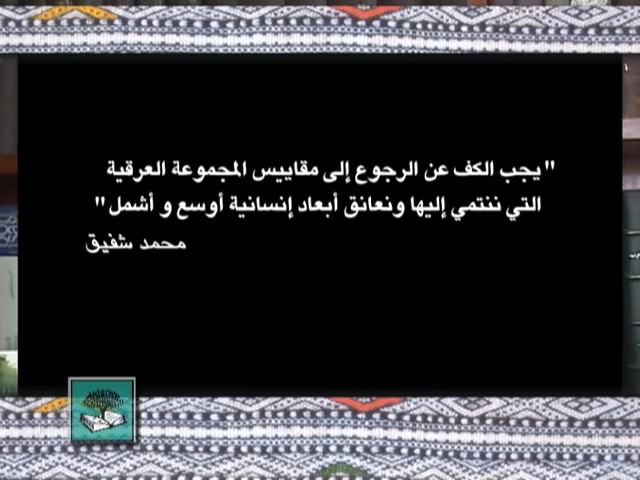 "يجب الكف عن الرجوع إلى مقاييس المجموعة العرقية
التي ننتمي إليها ونعانق أبعاد إنسانية أوسع و أشمل"
محمد شفيق